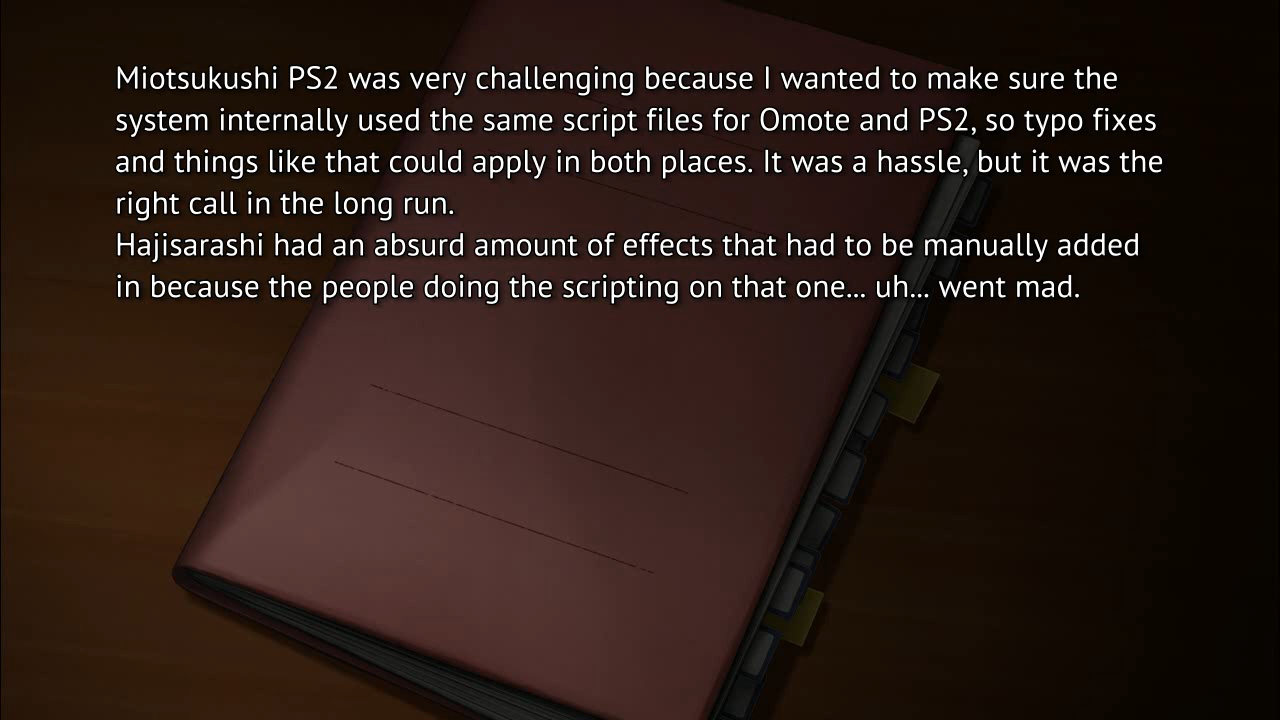 Miotsukushi PS2 was very challenging because I wanted to make sure the
system internally used the same script files for Omote and PS2, so typo fixes
and things like that could apply in both places. It was a hassle, but it was the
right call in the long run.
Hajisarashi had an absurd amount of effects that had to be manually added
in because the people doing the scripting on that one... uh... went mad.